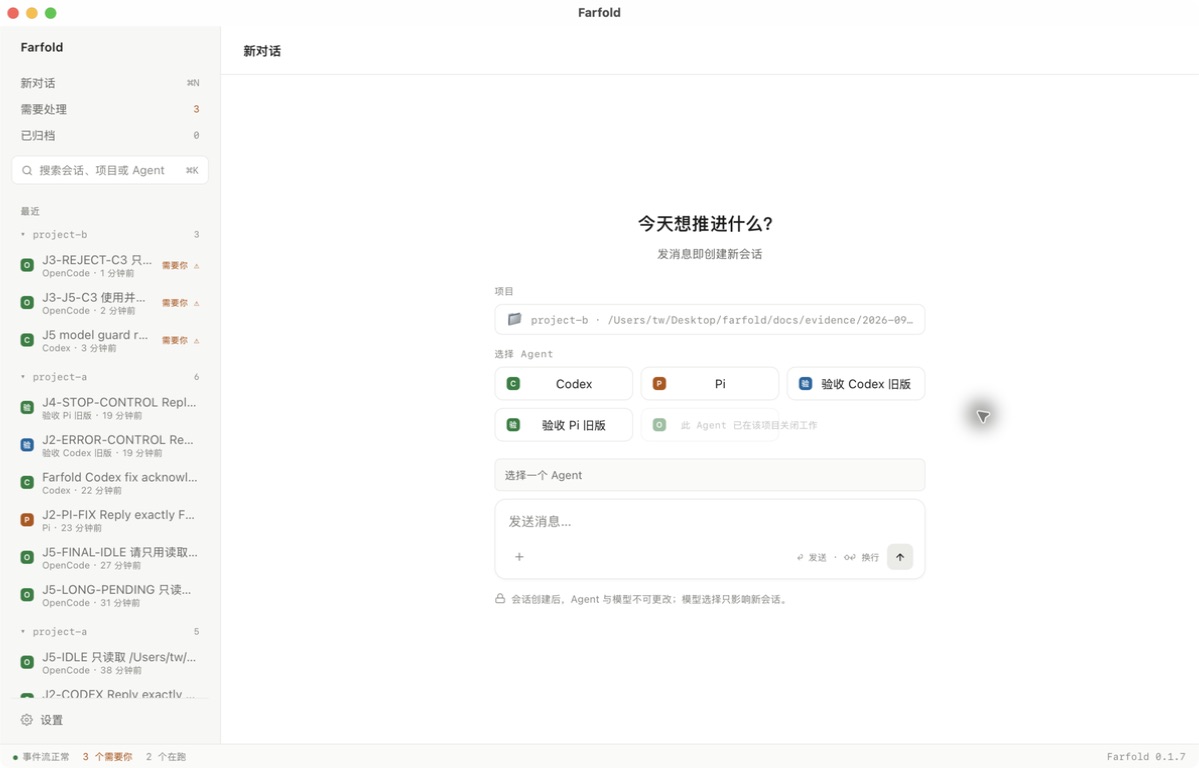 Farfold
Farfold
新对话
新对话 ⌘N
需要处理 3
已归档 0
搜索会话、项目或 Agent ⌘K
最近
project-b 3
J3-REJECT-C3 只... 需要你
OpenCode · 1 分钟前
J3-J5-C3 使用并... 需要你
OpenCode · 2 分钟前
J5 model guard r... 需要你
Codex · 3 分钟前
project-a 6
验 J4-STOP-CONTROL Repl...
验收 Pi 旧版 · 19 分钟前
验 J2-ERROR-CONTROL Re...
验收 Codex 旧版 · 19 分钟前
C Farfold Codex fix acknowl...
Codex · 22 分钟前
P J2-PI-FIX Reply exactly F...
Pi · 23 分钟前
O J5-FINAL-IDLE 请只用读取...
OpenCode · 27 分钟前
O J5-LONG-PENDING 只读...
OpenCode · 31 分钟前
project-a 5
O J5-IDLE 只读取 /Users/tw/...
OpenCode · 38 分钟前
J2-CODEX Reply exactly ...
设置
今天想推进什么?
发消息即创建新会话
项目
project-b · /Users/tw/Desktop/farfold/docs/evidence/2026-09…
选择 Agent
C Codex
P Pi
验 验收 Codex 旧版
验 验收 Pi 旧版
O 此 Agent 已在该项目关闭工作
选择一个 Agent
发送消息...
发送 · 换行
会话创建后，Agent 与模型不可更改；模型选择只影响新会话。
事件流正常 3 个需要你 2 个在跑
Farfold 0.1.7